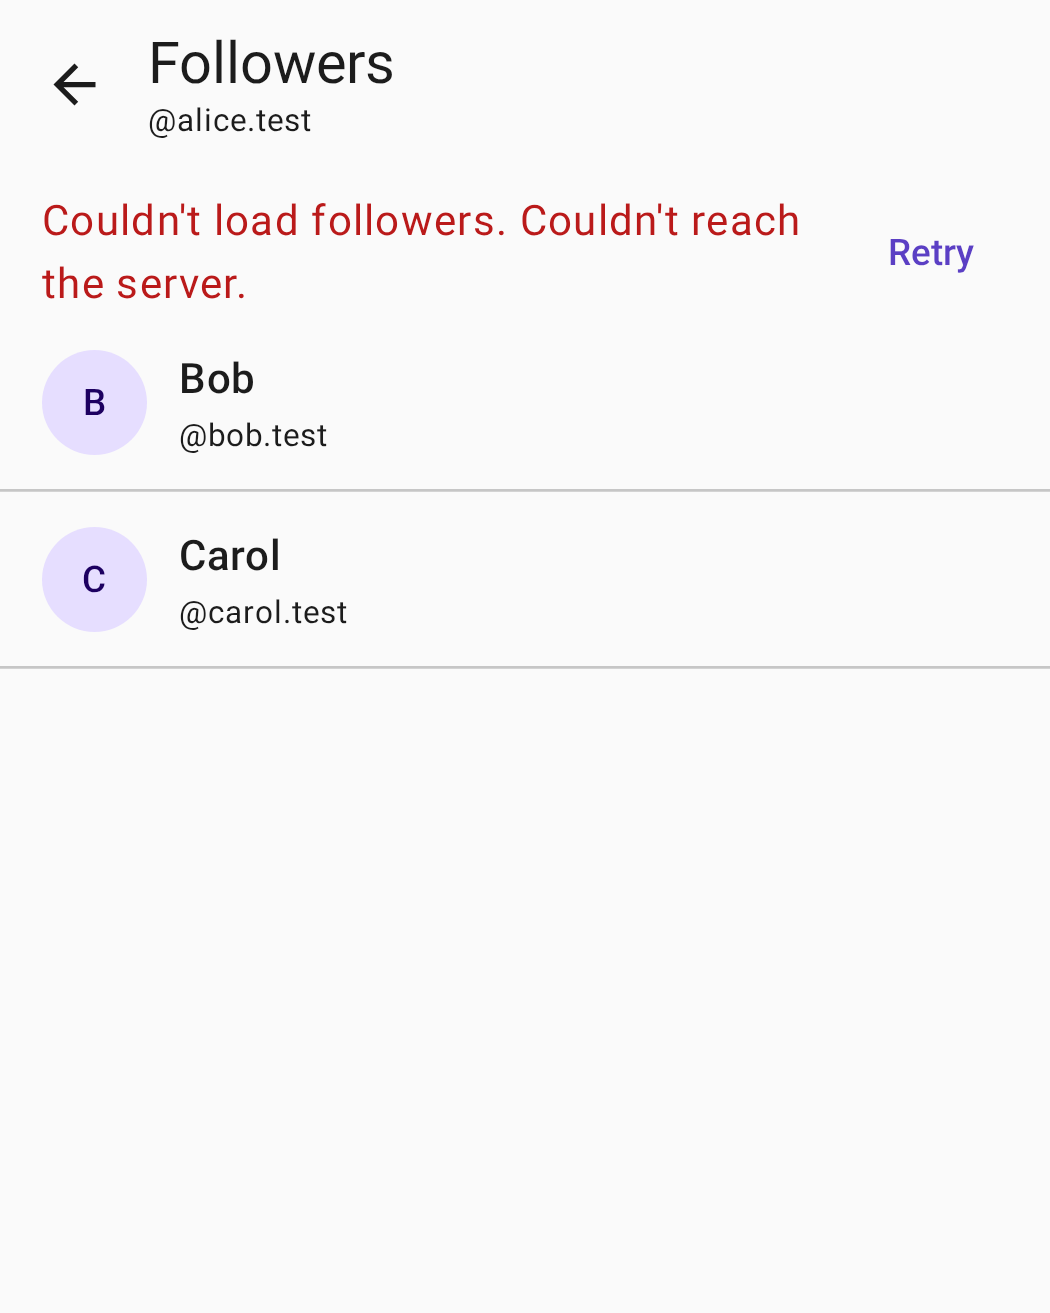 Followers
@alice.test
Couldn't load followers. Couldn't reach
the server.
Retry
B
Bob
@bob.test
C
Carol
@carol.test